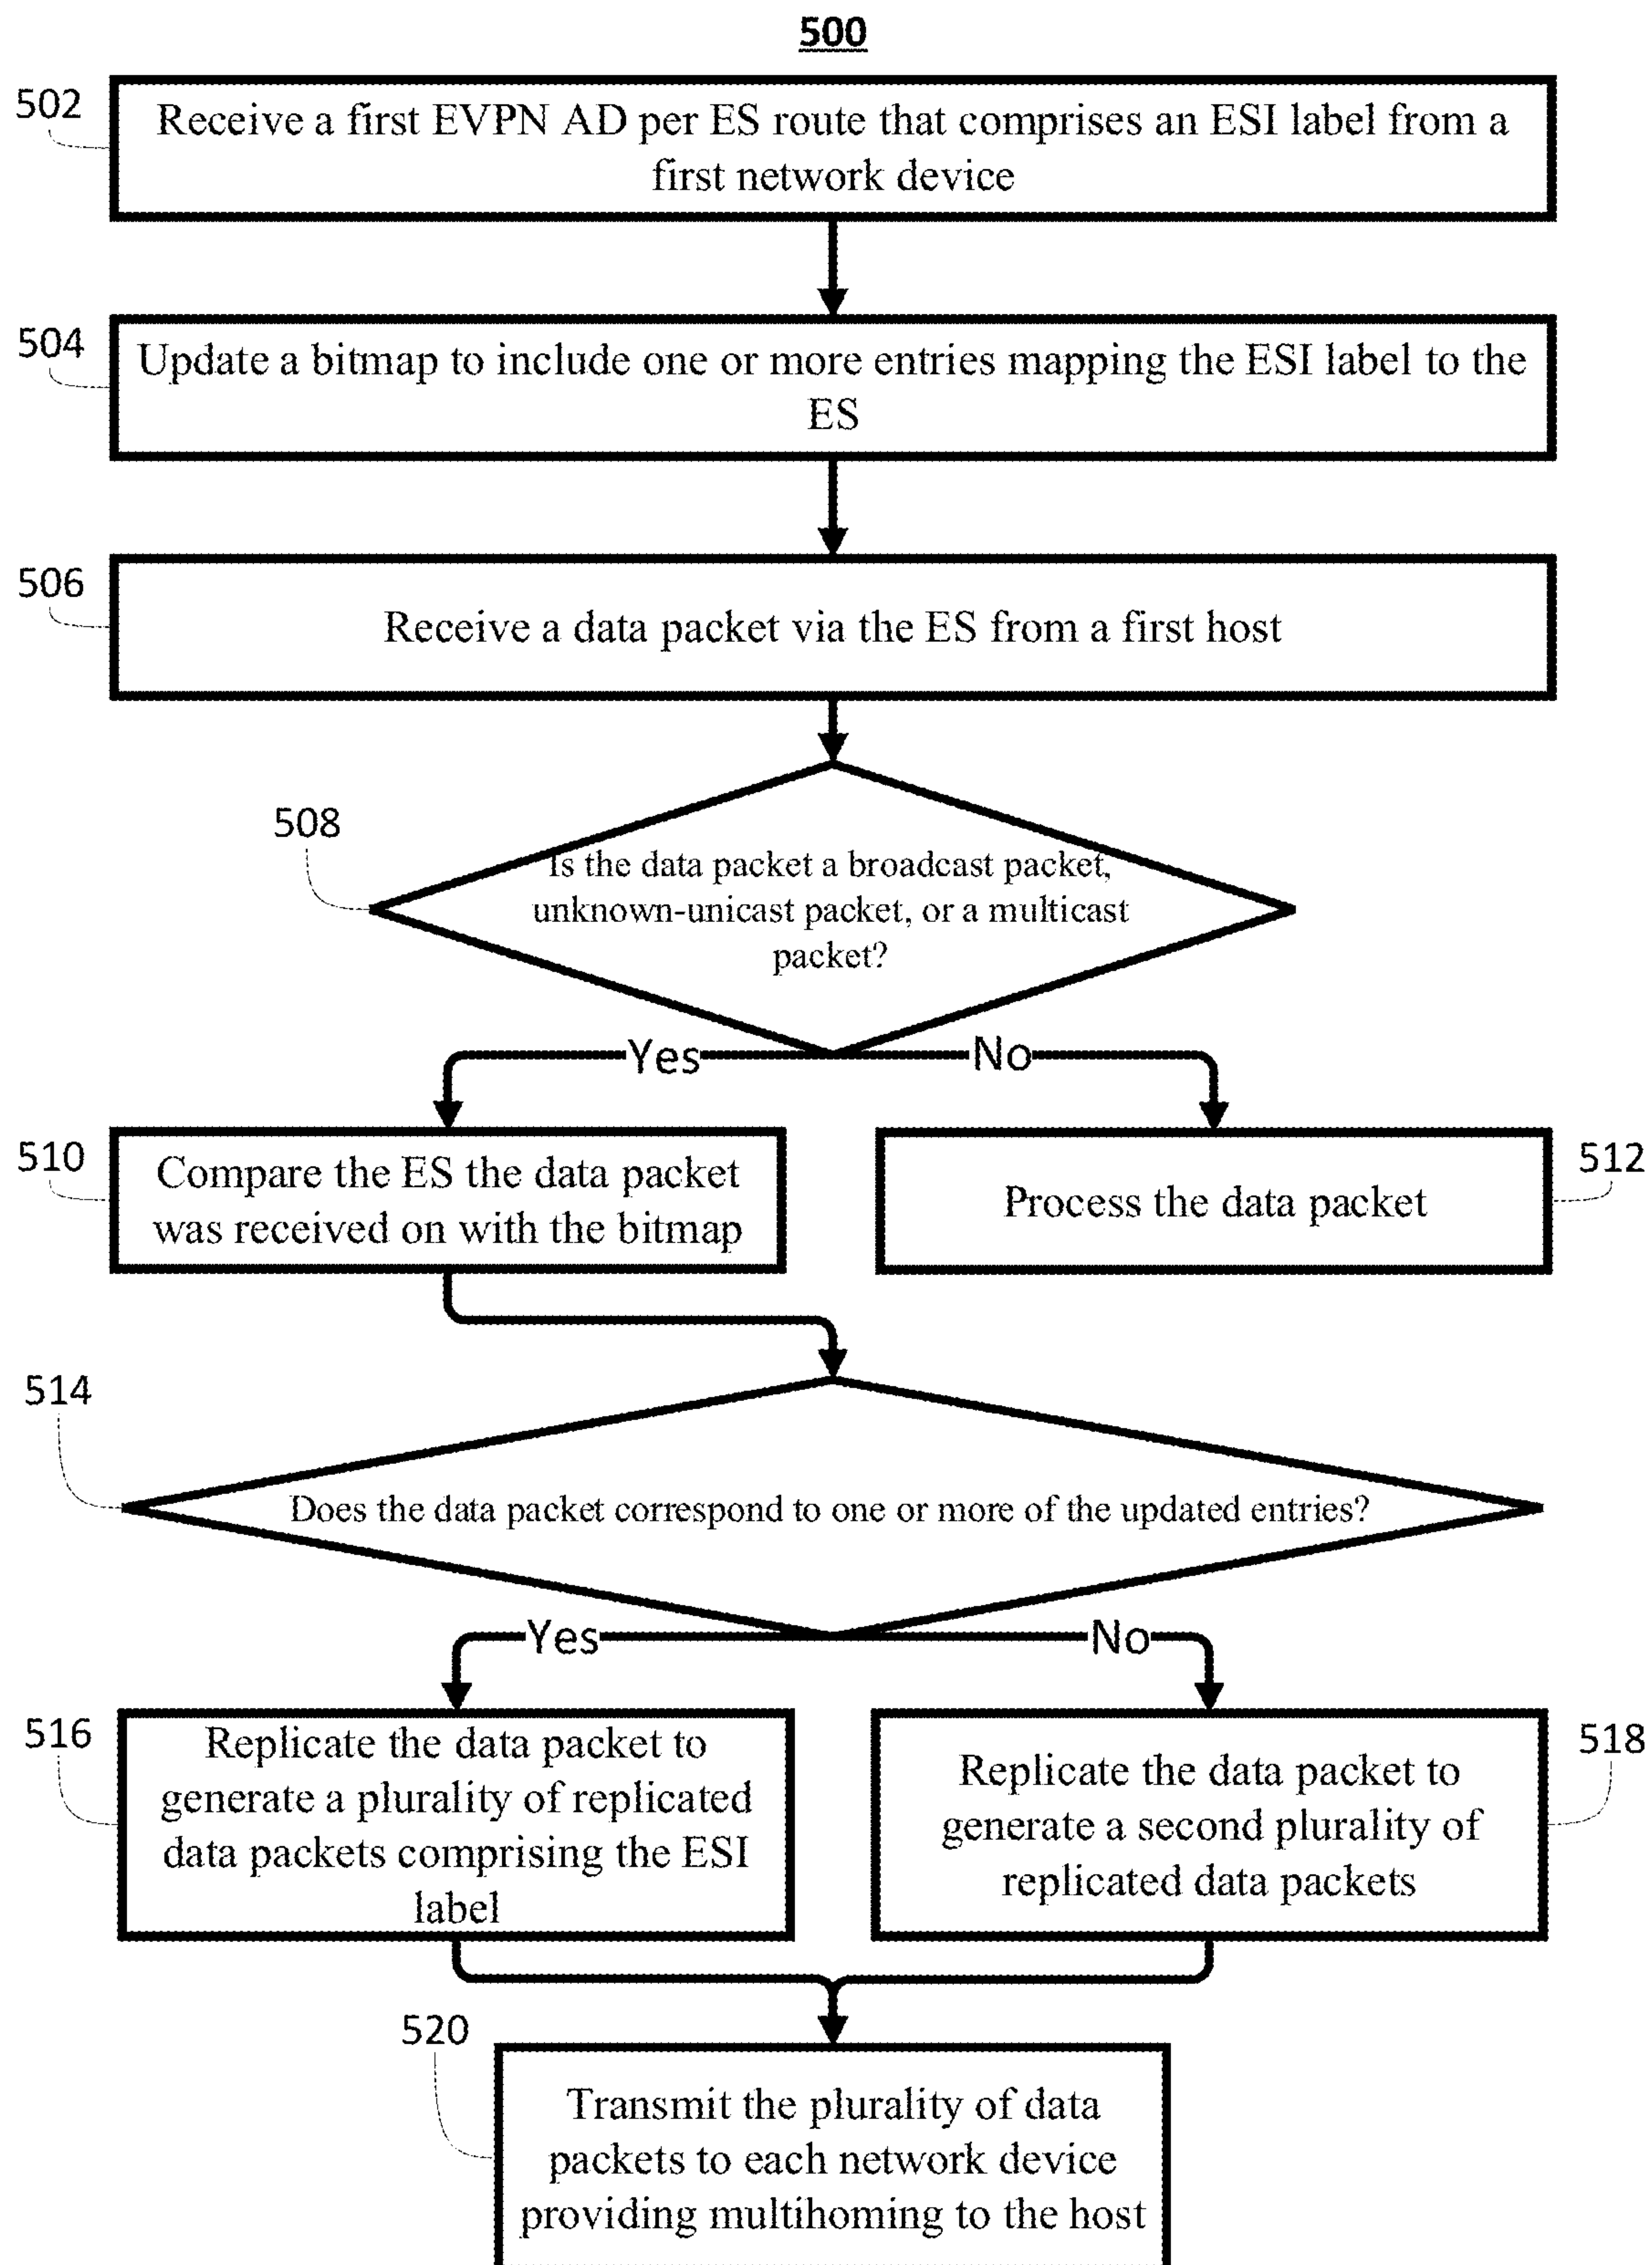 500
502
Receive a first EVPN AD per ES route that comprises an ESI label from a
first network device
504
Update a bitmap to include one or more entries mapping the ESI label to the
ES
506
Receive a data packet via the ES from a first host
508
Is the data packet a broadcast packet,
unknown-unicast packet, or a multicast
packet?
Yes
No
510
Compare the ES the data packet
was received on with the bitmap
Process the data packet
512
514
Does the data packet correspond to one or more of the updated entries?
Yes
No
516
Replicate the data packet to
generate a plurality of replicated
data packets comprising the ESI
label
Replicate the data packet to
generate a second plurality of
replicated data packets
518
520
Transmit the plurality of data
packets to each network device
providing multihoming to the host